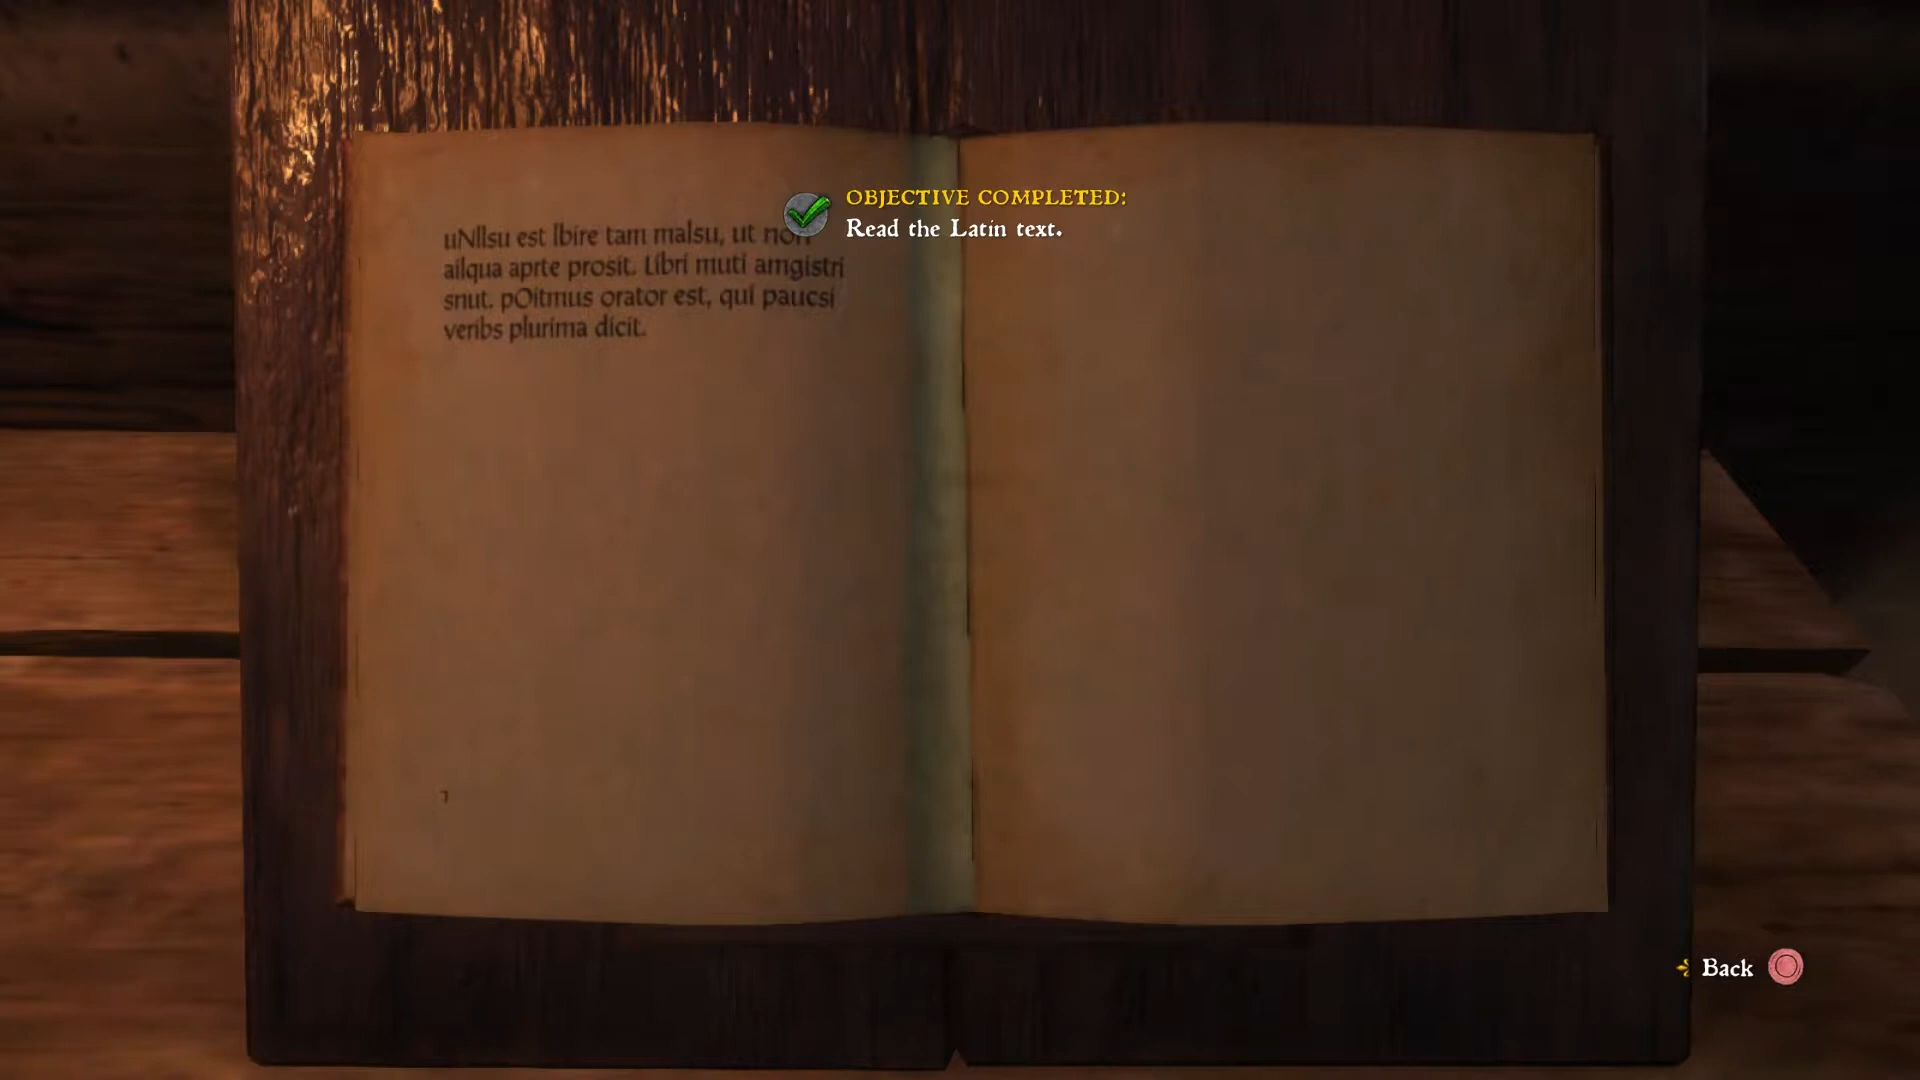 OBJECTIVE COMPLETED:
Read the Latin text.
uNllsu est lbire tam malsu, ut non
ailqua aprte prosit. Libri muti amgistri
snut. pOitmus orator est, qui paucsi
veribs plurima dicit.
1
Back